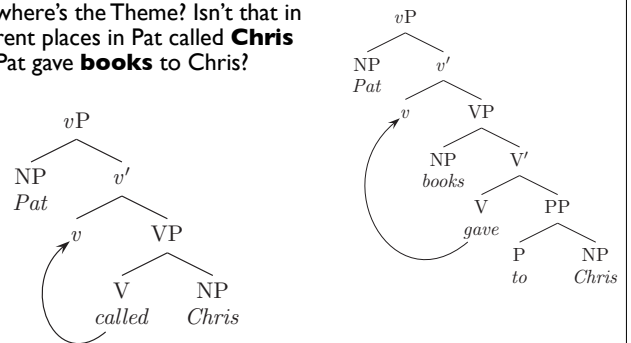 where's the Theme? Isn't that in
rent places in Pat called Chris
Pat gave books to Chris?
vP
NP v′
Pat
v VP
V NP
called Chris
vP
NP v′
Pat
v VP
NP V′
books
V PP
gave
P NP
to Chris